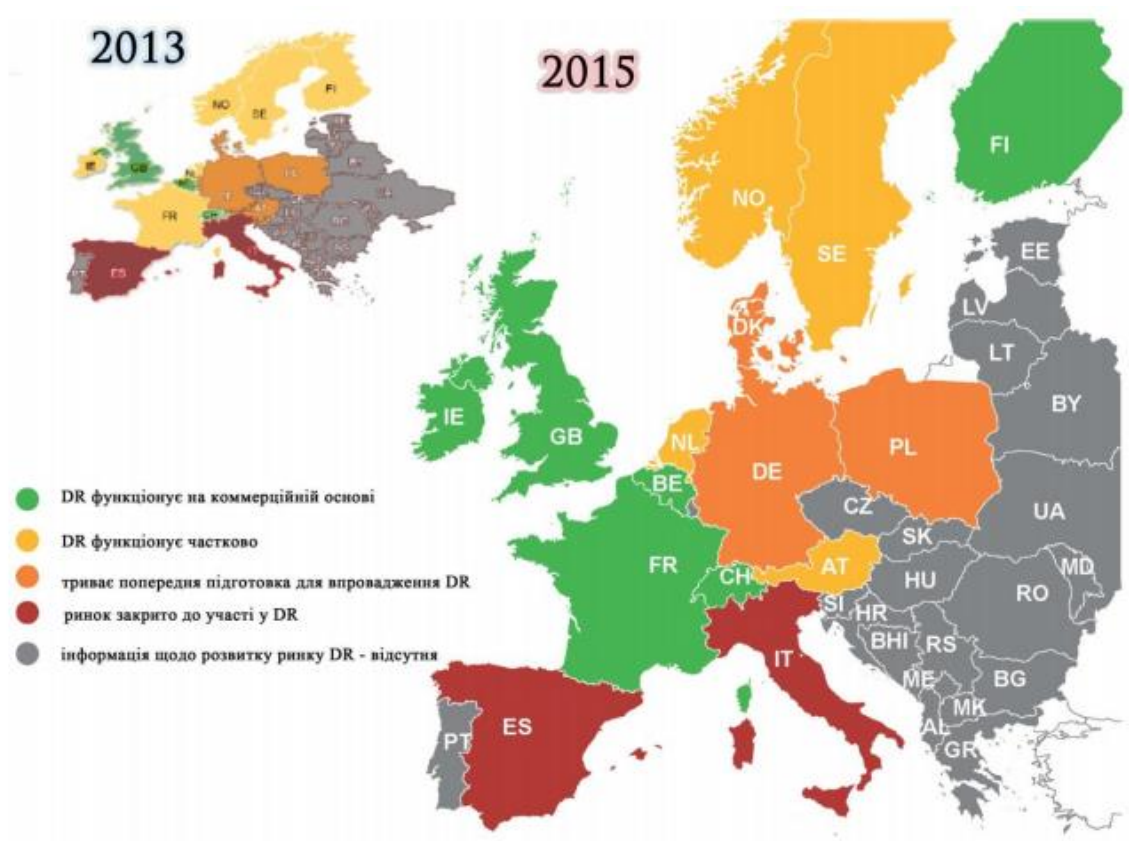 2013
2015
NO
SE
FI
IE
GB
NL
PL
FR
CH
PT
ES
FI
NO
SE
EE
LV
LT
DK
BY
IE
GB
NL
PL
DE
BE
CZ
UA
SK
FR
CH
AT
HU
MD
RO
SI
HR
BHI
RS
IT
ME
BG
MK
ES
PT
AL
GR
DR функціонує на коммерційній основі
DR функціонує частково
триває попередня підготовка для впровадження DR
ринок закрито до участі у DR
інформація щодо розвитку ринку DR - відсутня